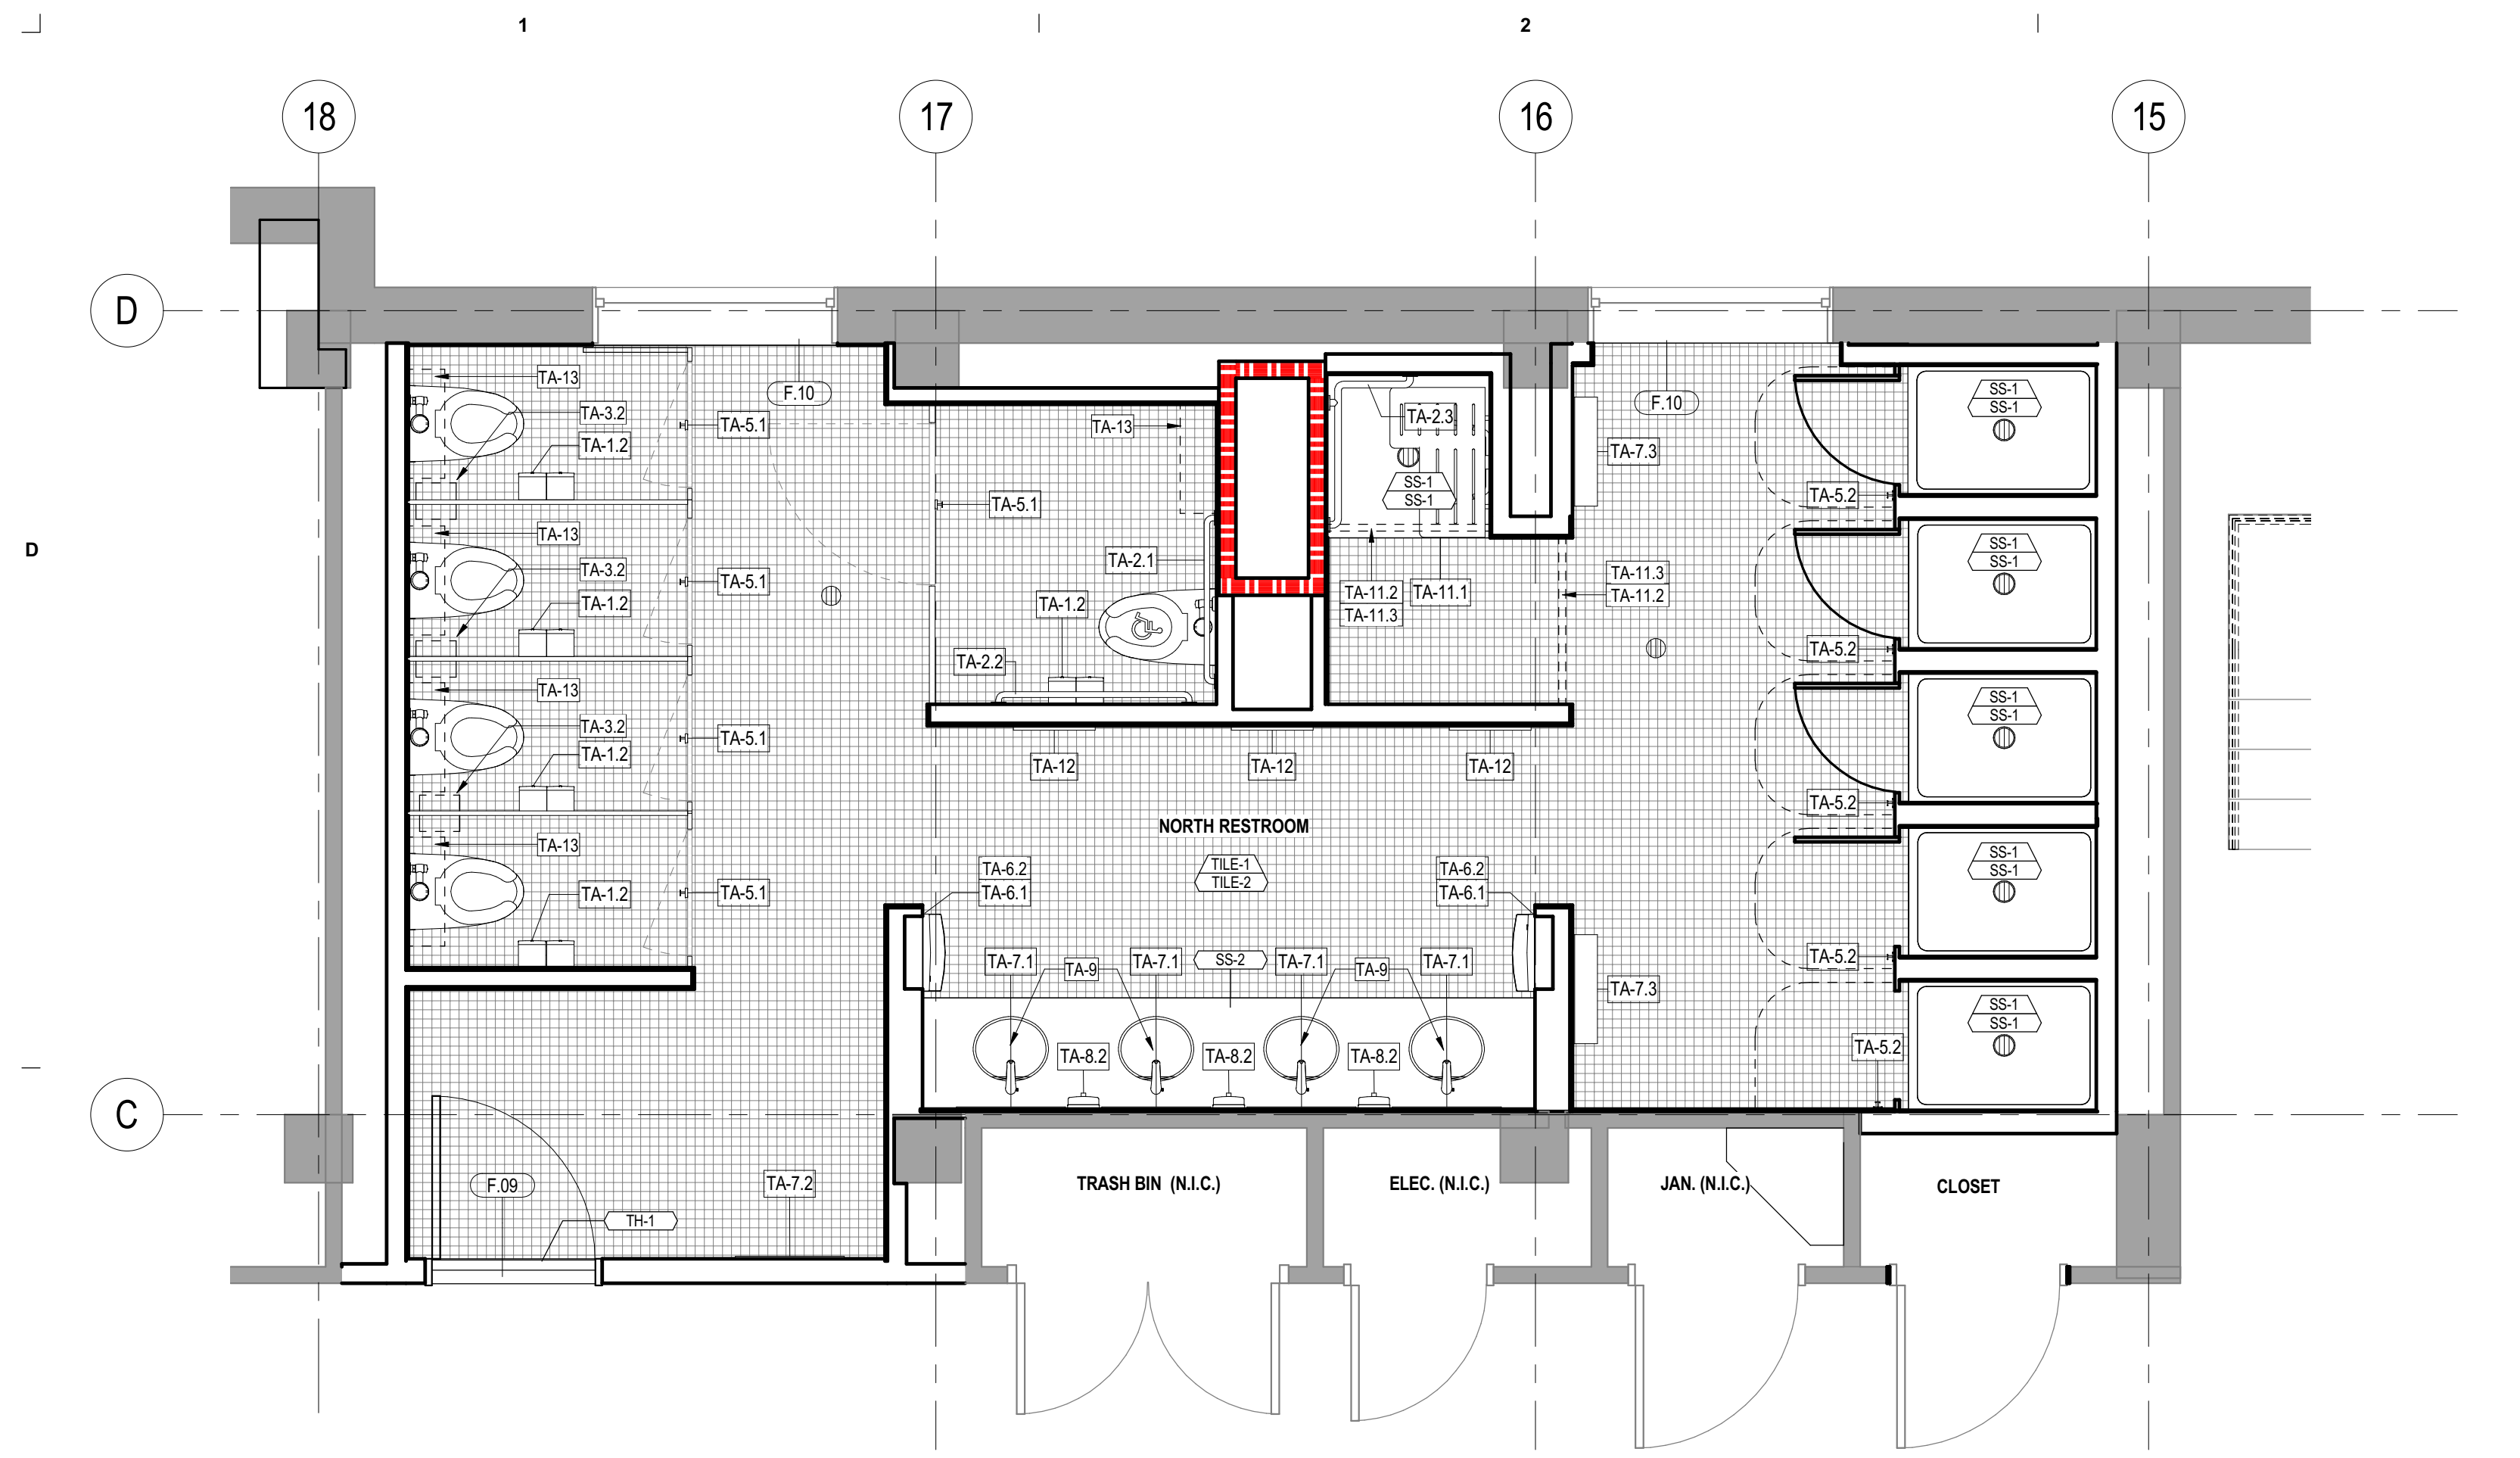 1
2
18
17
16
15
D
TA-13
TA-3.2
TA-1.2
TA-5.1
F.10
TA-13
TA-2.3
SS-1
SS-1
F.10
TA-7.3
SS-1
SS-1
TA-5.2
D
TA-13
TA-3.2
TA-1.2
TA-5.1
TA-5.1
TA-2.1
TA-1.2
TA-2.2
TA-11.2
TA-11.3
TA-11.1
TA-11.3
TA-11.2
SS-1
SS-1
TA-5.2
TA-13
TA-3.2
TA-1.2
TA-5.1
TA-12
TA-12
TA-12
SS-1
SS-1
TA-5.2
NORTH RESTROOM
TILE-1
TILE-2
TA-13
TA-1.2
TA-5.1
TA-6.2
TA-6.1
TA-6.2
TA-6.1
SS-1
SS-1
TA-5.2
TA-7.1
TA-9
TA-7.1
SS-2
TA-7.1
TA-9
TA-7.1
TA-7.3
SS-1
SS-1
TA-8.2
TA-8.2
TA-8.2
TA-5.2
C
F.09
TH-1
TA-7.2
TRASH BIN (N.I.C.)
ELEC. (N.I.C.)
JAN. (N.I.C.)
CLOSET